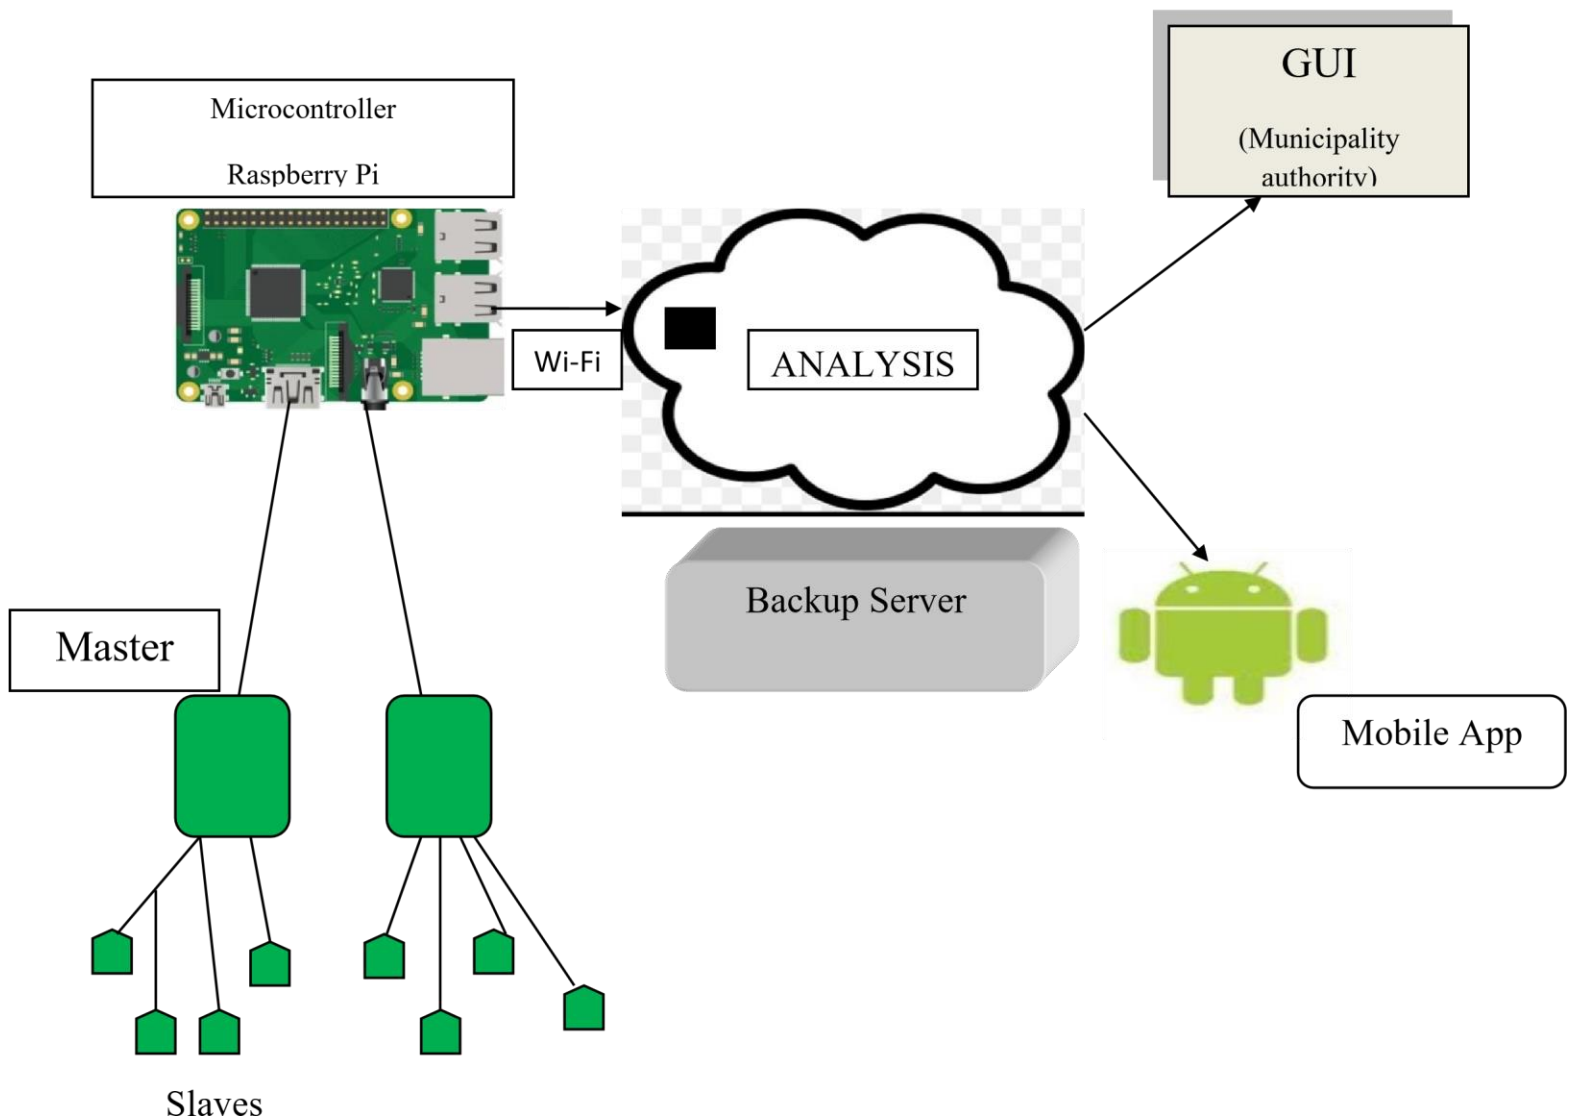 GUI
(Municipality
authority)
Microcontroller
Raspberry Pi
Wi-Fi
ANALYSIS
Backup Server
Master
Mobile App
Slaves